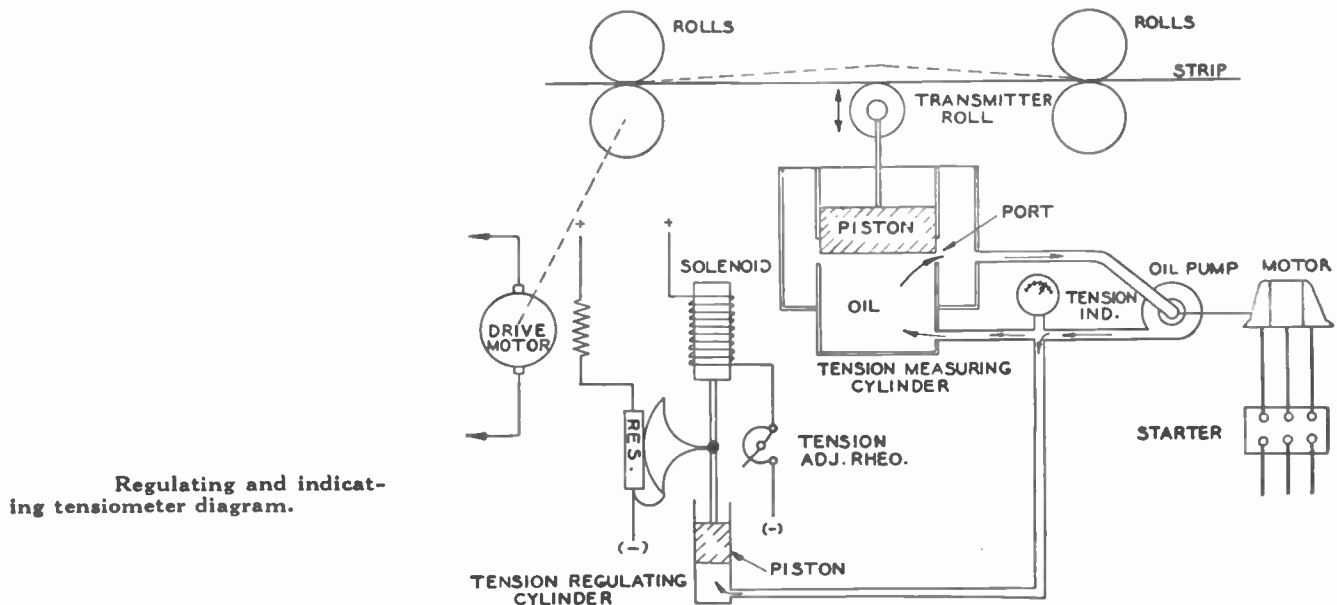 ROLLS
ROLLS
STRIP
TRANSMITTER
ROLL
PORT
PISTON
OIL PUMP
MOTOR
+
+
SOLENOID
OIL
TENSION
IND.
DRIVE
MOTOR
TENSION MEASURING
CYLINDER
RES.
TENSION
ADJ. RHEO.
STARTER
Regulating and indicat-
ing tensiometer diagram.
(-)
(-)
PISTON
TENSION REGULATING
CYLINDER